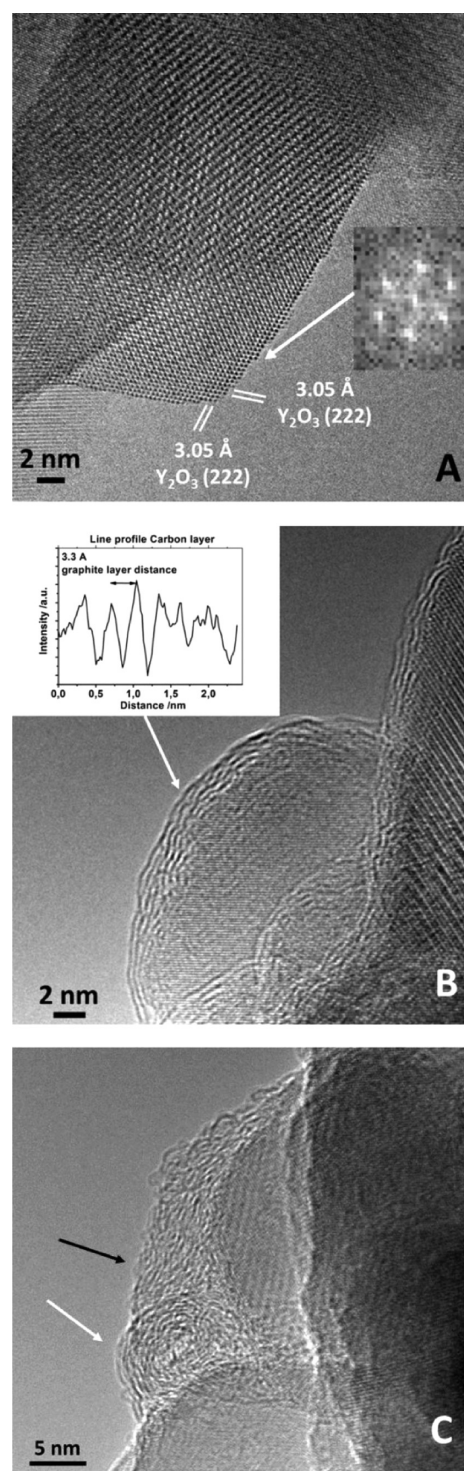 3.05 Å
Y₂O₃ (222)
3.05 Å
Y₂O₃ (222)
2 nm
A
Line profile Carbon layer
3.3 A
graphite layer distance
Intensity /a.u.
0,0 0,5 1,0 1,5 2,0
Distance /nm
2 nm
B
5 nm
C